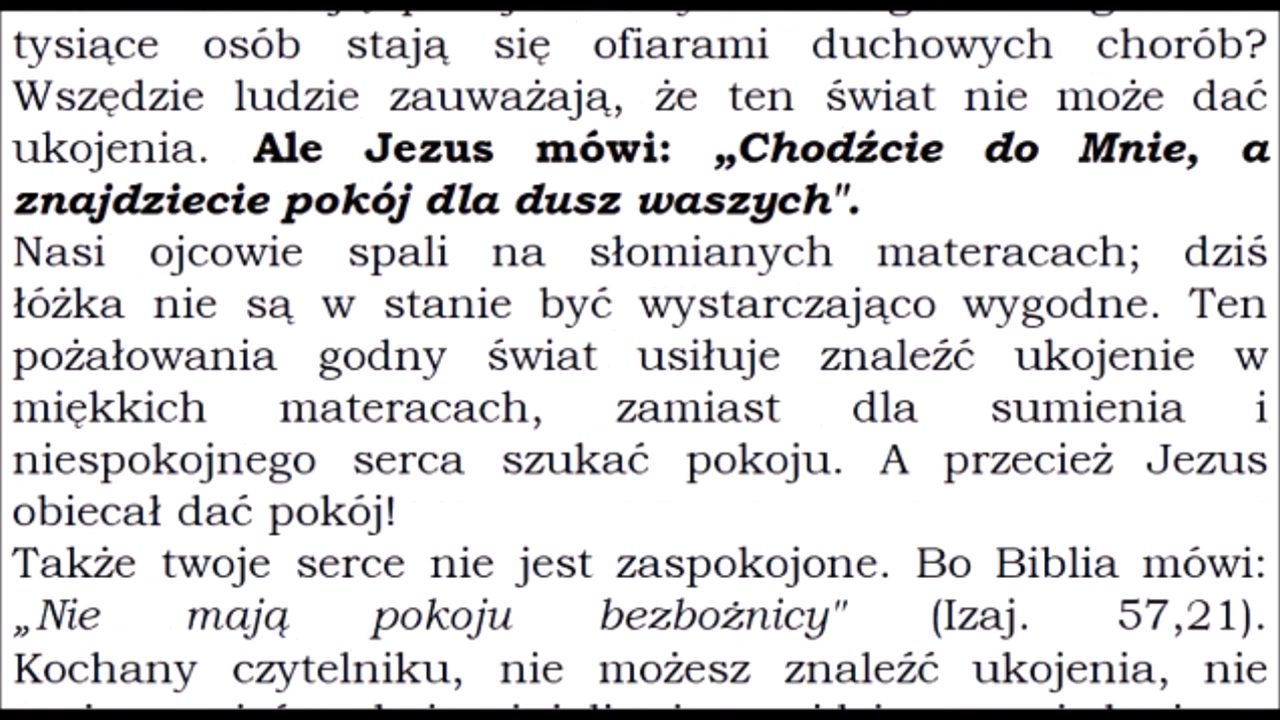 tysiące osób stają się ofiarami duchowych chorób?
Wszędzie ludzie zauważają, że ten świat nie może dać
ukojenia. Ale Jezus mówi: „Chodźcie do Mnie, a
znajdziecie pokój dla dusz waszych".
Nasi ojcowie spali na słomianych materacach; dziś
łóżka nie są w stanie być wystarczająco wygodne. Ten
pożałowania godny świat usiłuje znaleźć ukojenie w
miękkich materacach, zamiast dla sumienia i
niespokojnego serca szukać pokoju. A przecież Jezus
obiecał dać pokój!
Także twoje serce nie jest zaspokojone. Bo Biblia mówi:
„Nie mają pokoju bezbożnicy" (Izaj. 57,21).
Kochany czytelniku, nie możesz znaleźć ukojenia, nie